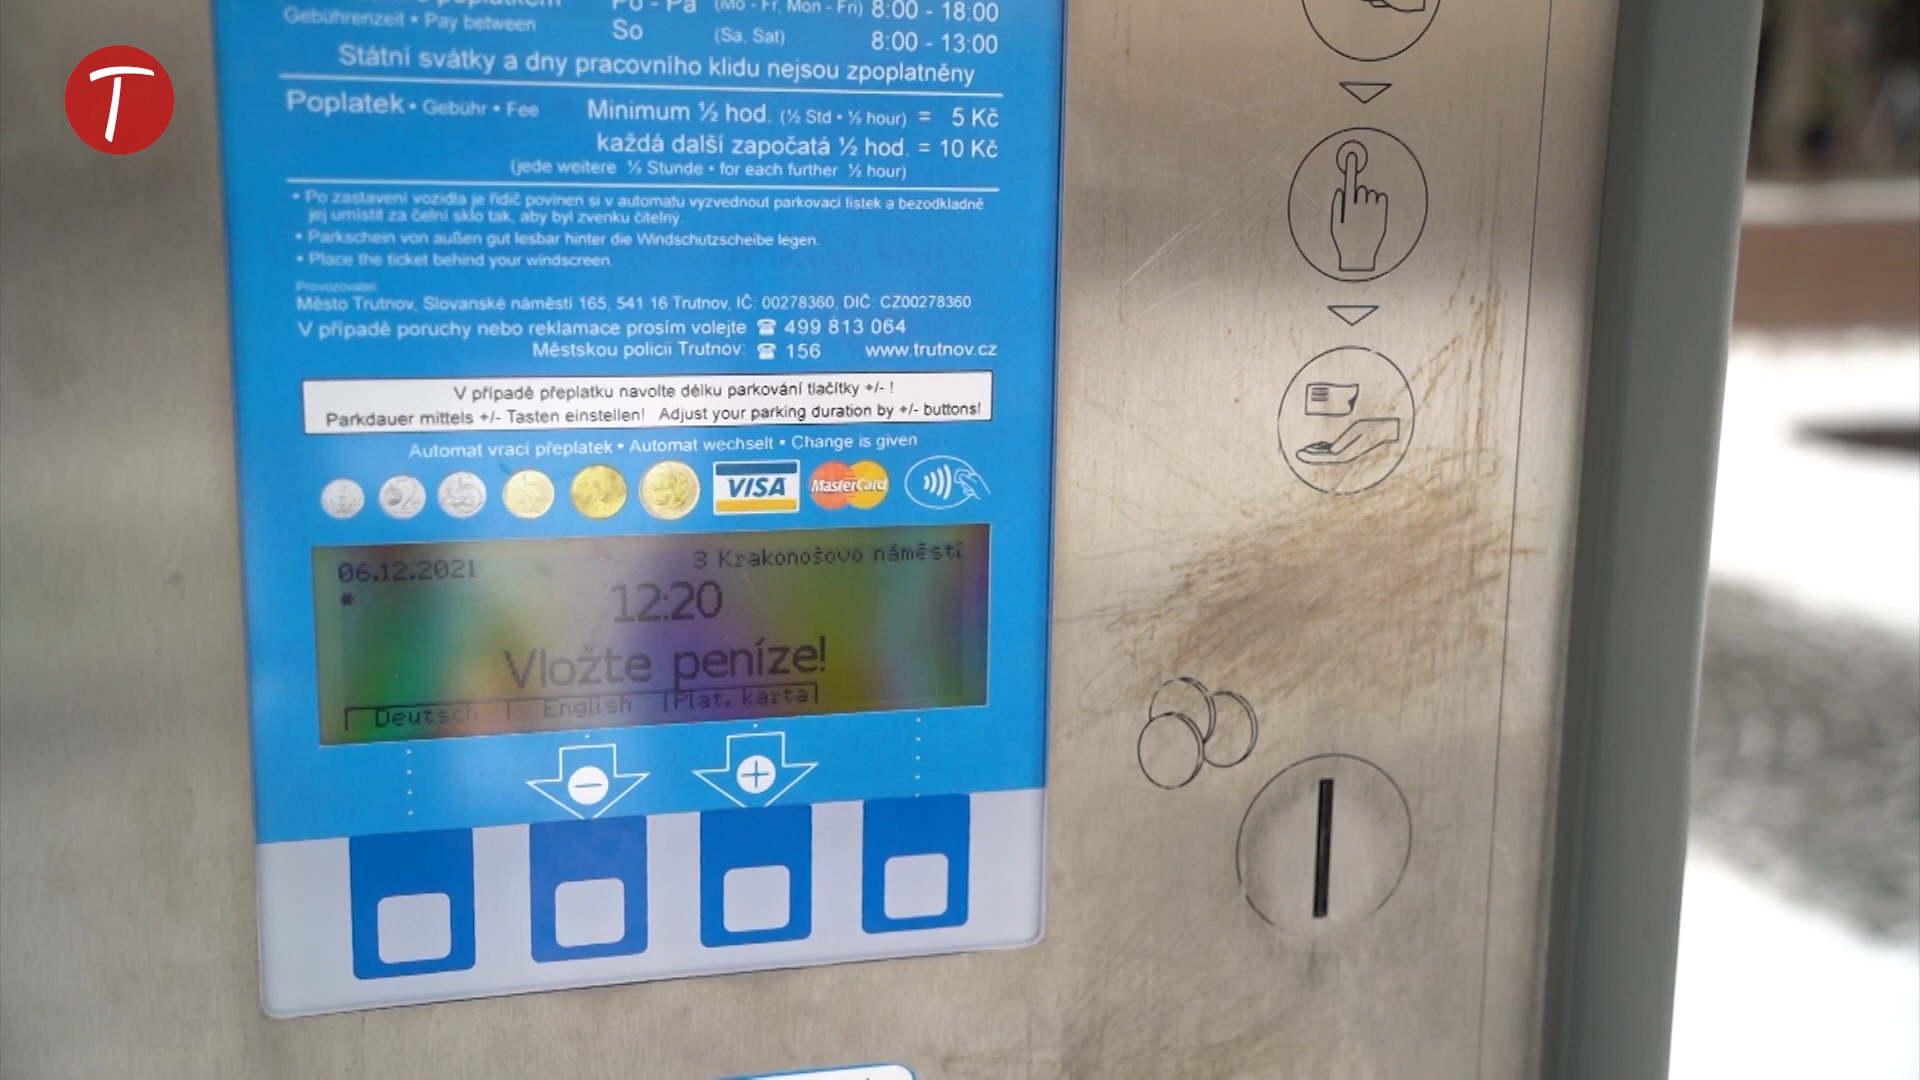 T
Po - Pá (Mo - Fr, Mon - Fri) 8:00 - 18:00
Gebührenzeit • Pay between
So (Sa, Sat) 8:00 - 13:00
Státní svátky a dny pracovního klidu nejsou zpoplatněny
Poplatek • Gebühr • Fee Minimum ½ hod. (½ Std • ½ hour) = 5 Kč
každá další započatá ½ hod. = 10 Kč
(jede weitere ½ Stunde • for each further ½ hour)
• Po zastavení vozidla je řidič povinen si v automatu vyzvednout parkovací lístek a bezodkladně
jej umístit za čelní sklo tak, aby byl zvenku čitelný.
• Parkschein von außen gut lesbar hinter die Windschutzscheibe legen.
• Place the ticket behind your windscreen.
Provozovatel:
Město Trutnov, Slovanské náměstí 165, 541 16 Trutnov, IČ: 00278360, DIČ: CZ00278360
V případě poruchy nebo reklamace prosím volejte ☎ 499 813 064
Městskou policii Trutnov: ☎ 156 www.trutnov.cz
V případě přeplatku navolte délku parkování tlačítky +/- !
Parkdauer mittels +/- Tasten einstellen! Adjust your parking duration by +/- buttons!
Automat vrací přeplatek • Automat wechselt • Change is given
VISA MasterCard
06.12.2021 3 Krakonošovo náměstí
* 12:20
Vložte peníze!
Deutsch English Plat. karta
- +